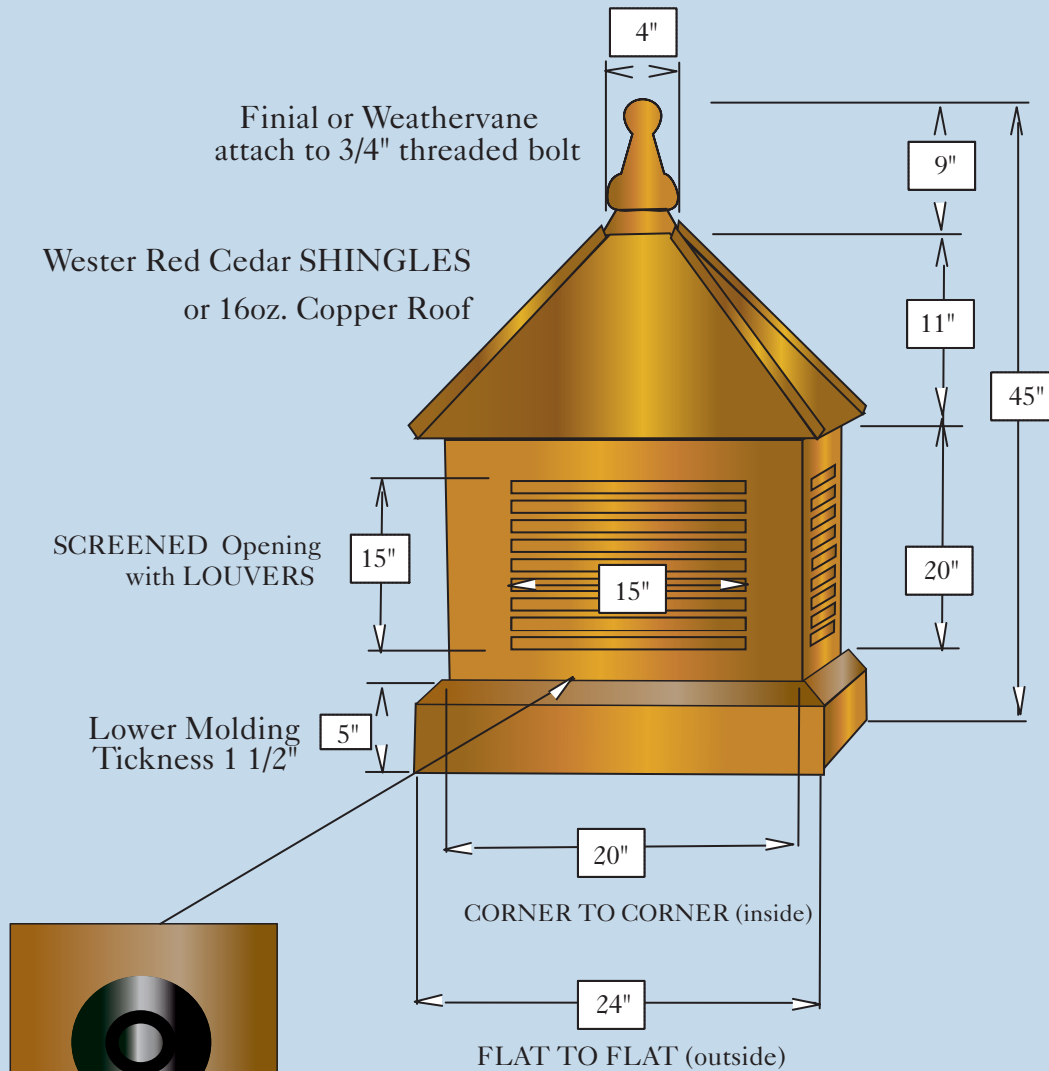 4"
Finial or Weathervane
attach to 3/4" threaded bolt
9"
Wester Red Cedar SHINGLES
or 16oz. Copper Roof
11"
45"
SCREENED Opening
with LOUVERS
15"
15"
20"
Lower Molding
Tickness 1 1/2"
5"
20"
CORNER TO CORNER (inside)
24"
FLAT TO FLAT (outside)